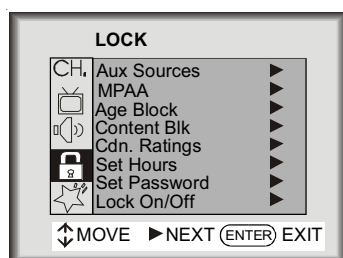 LOCK
CH.
Aux Sources ▶
MPAA ▶
Age Block ▶
Content Blk ▶
Cdn. Ratings ▶
Set Hours ▶
Set Password ▶
Lock On/Off ▶
MOVE ▶NEXT ENTER EXIT